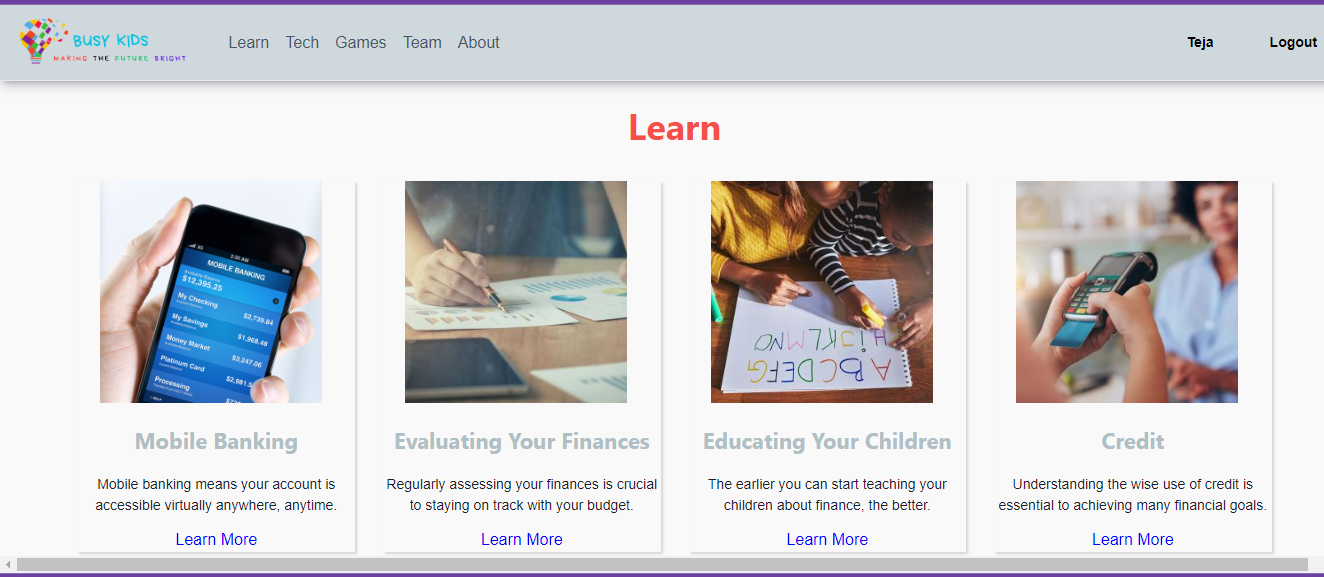 BUSY KIDS
MAKING THE FUTURE BRIGHT
Learn Tech Games Team About
Teja Logout
Learn
3G
MOBILE BANKING
Available Balance
$12,395.25
My Checking
$2,739.84
My Savings
$1,968.48
Money Market
$3,247.06
Platinum Card
Processing
ABCDEFG
HIJKLMNO
Mobile Banking
Mobile banking means your account is
accessible virtually anywhere, anytime.
Learn More
Evaluating Your Finances
Regularly assessing your finances is crucial
to staying on track with your budget.
Learn More
Educating Your Children
The earlier you can start teaching your
children about finance, the better.
Learn More
Credit
Understanding the wise use of credit is
essential to achieving many financial goals.
Learn More